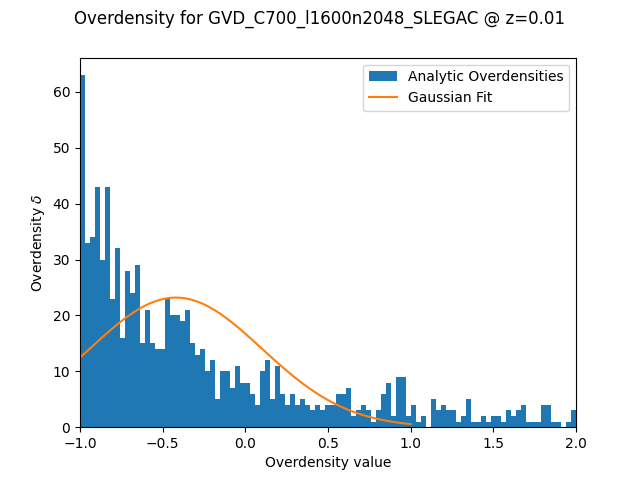 Overdensity for GVD_C700_l1600n2048_SLEGAC @ z=0.01
Analytic Overdensities
Gaussian Fit
Overdensity δ
60
50
40
30
20
10
0
−1.0 −0.5 0.0 0.5 1.0 1.5 2.0
Overdensity value